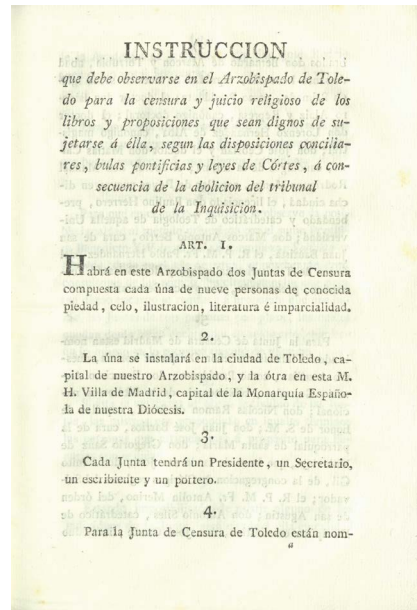 INSTRUCCION
que debe observarse en el Arzobispado de Tole-
do para la censura y juicio religioso de los
libros y proposiciones que sean dignos de su-
jetarse á élla, segun las disposiciones concilia-
res, bulas pontificias y leyes de Córtes, á con-
secuencia de la abolicion del tribunal
de la Inquisicion.
ART. I.
Habrá en este Arzobispado dos Juntas de Censura
compuesta cada úna de nueve personas de conocida
piedad, celo, ilustracion, literatura é imparcialidad.
2.
La úna se instalará en la ciudad de Toledo, ca-
pital de nuestro Arzobispado, y la ótra en esta M.
H. Villa de Madrid, capital de la Monarquía Españo-
la de nuestra Diócesis.
3.
Cada Junta tendrá un Presidente, un Secretario,
un escribiente y un portero.
4.
Para la Junta de Censura de Toledo están nom-
a